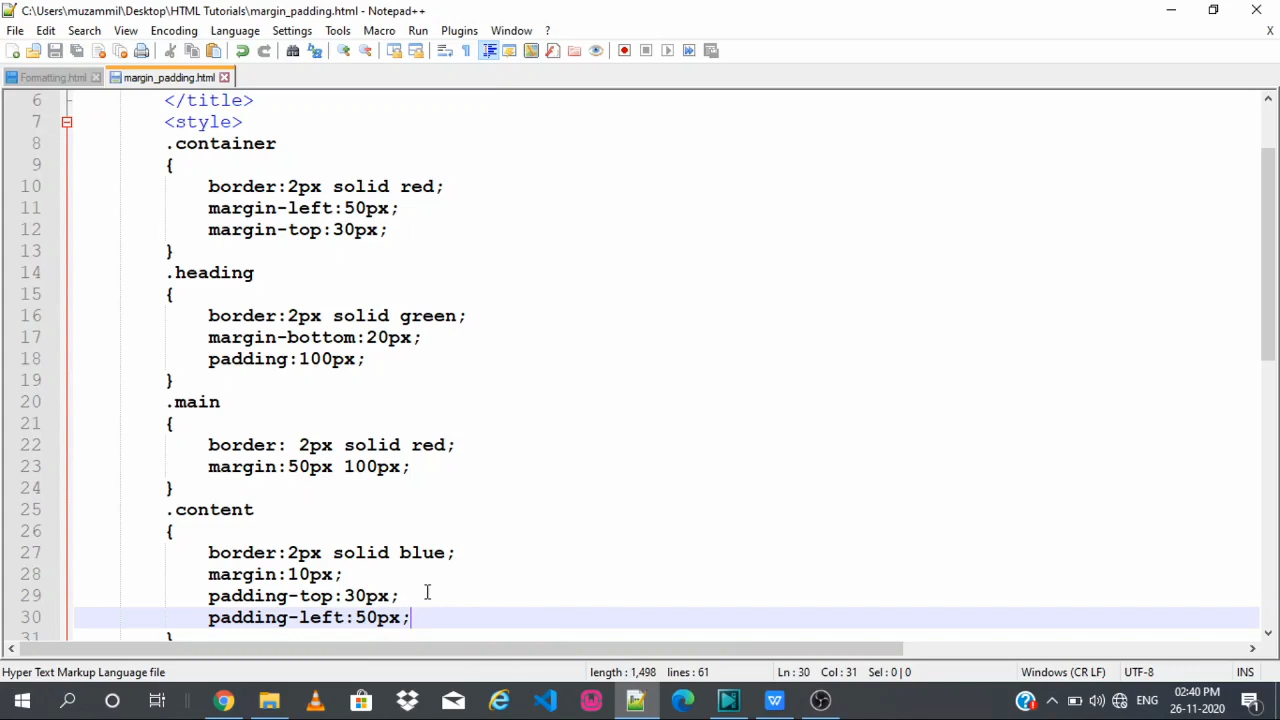 C:\Users\muzammil\Desktop\HTML Tutorials\margin_padding.html - Notepad++
File Edit Search View Encoding Language Settings Tools Macro Run Plugins Window ? X
Formatting.html margin_padding.html
6 </title>
7 <style>
8 .container
9 {
10 border:2px solid red;
11 margin-left:50px;
12 margin-top:30px;
13 }
14 .heading
15 {
16 border:2px solid green;
17 margin-bottom:20px;
18 padding:100px;
19 }
20 .main
21 {
22 border: 2px solid red;
23 margin:50px 100px;
24 }
25 .content
26 {
27 border:2px solid blue;
28 margin:10px;
29 padding-top:30px;
30 padding-left:50px;
31 }
Hyper Text Markup Language file length : 1,498 lines : 61 Ln : 30 Col : 31 Sel : 0 | 0 Windows (CR LF) UTF-8 INS
ENG 02:40 PM
26-11-2020